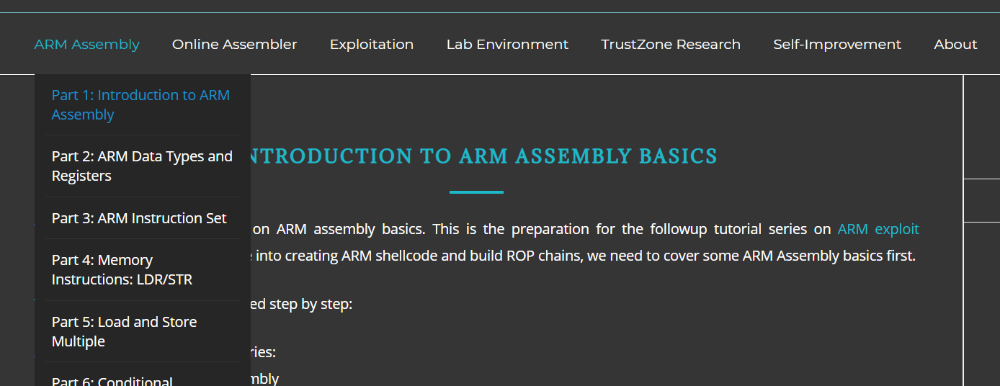 ARM Assembly Online Assembler Exploitation Lab Environment TrustZone Research Self-Improvement About
Part 1: Introduction to ARM
Assembly
Part 2: ARM Data Types and
Registers
Part 3: ARM Instruction Set
Part 4: Memory
Instructions: LDR/STR
Part 5: Load and Store
Multiple
Part 6: Conditional
NTRODUCTION TO ARM ASSEMBLY BASICS
on ARM assembly basics. This is the preparation for the followup tutorial series on ARM exploit
into creating ARM shellcode and build ROP chains, we need to cover some ARM Assembly basics first.
ed step by step:
ries:
mbly